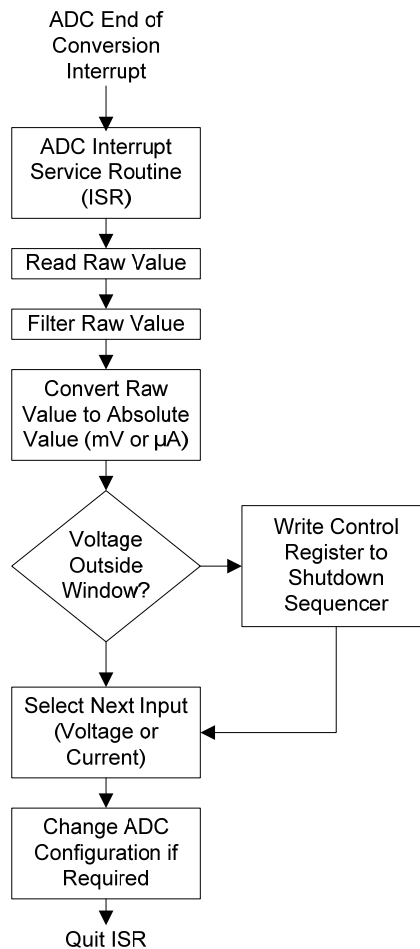 ADC End of
Conversion
Interrupt
ADC Interrupt
Service Routine
(ISR)
Read Raw Value
Filter Raw Value
Convert Raw
Value to Absolute
Value (mV or µA)
Voltage
Outside
Window?
Write Control
Register to
Shutdown
Sequencer
Select Next Input
(Voltage or
Current)
Change ADC
Configuration if
Required
Quit ISR